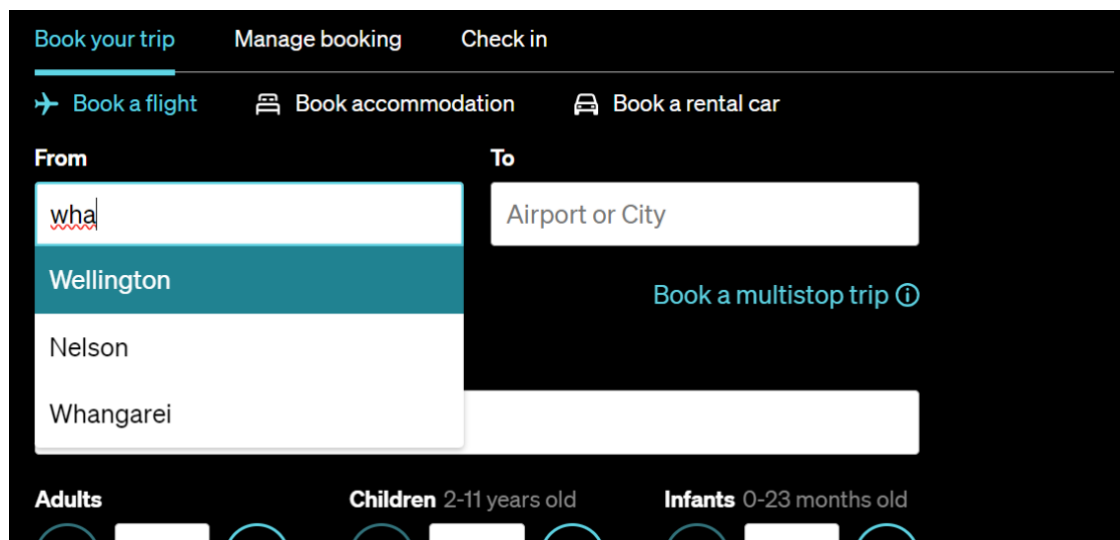 Book your trip Manage booking Check in
Book a flight Book accommodation Book a rental car
From To
wha Airport or City
Wellington
Book a multistop trip
Nelson
Whangarei
Adults Children 2-11 years old Infants 0-23 months old